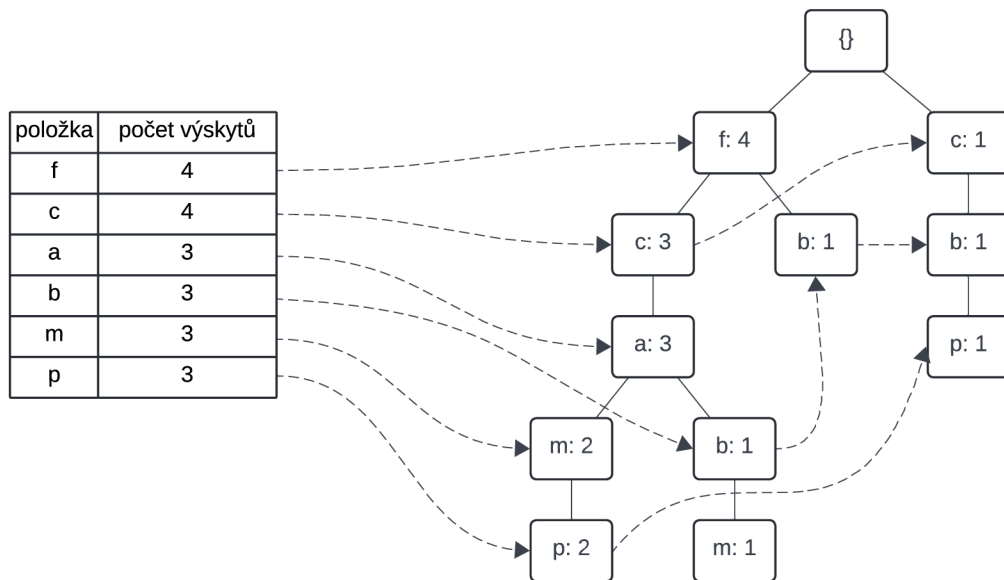 {}
položka počet výskytů
f: 4
c: 1
f 4
c 4
c: 3
b: 1
b: 1
a 3
b 3
m 3
a: 3
p: 1
p 3
m: 2
b: 1
p: 2
m: 1